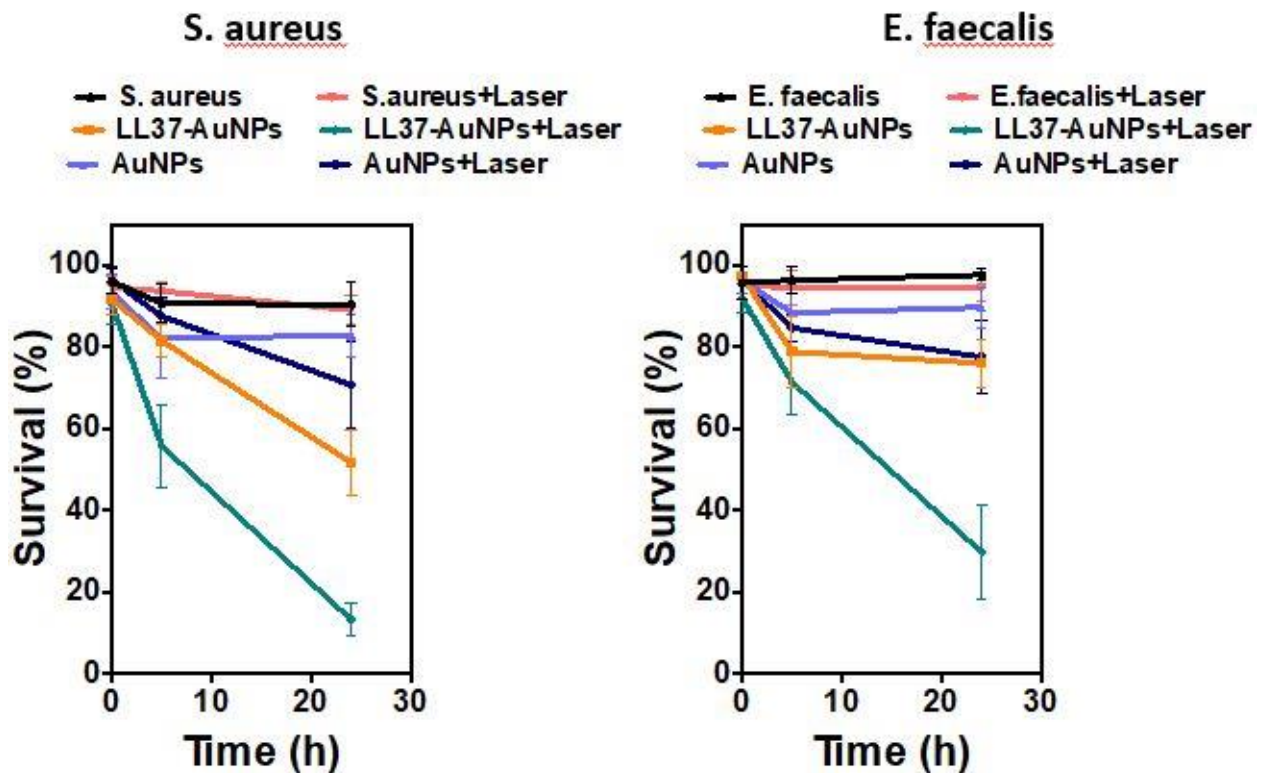 S. aureus
S. aureus S.aureus+Laser
LL37-AuNPs LL37-AuNPs+Laser
AuNPs AuNPs+Laser
Survival (%)
100
80
60
40
20
0
0 10 20 30
Time (h)
E. faecalis
E. faecalis E.faecalis+Laser
LL37-AuNPs LL37-AuNPs+Laser
AuNPs AuNPs+Laser
Survival (%)
100
80
60
40
20
0
0 10 20 30
Time (h)